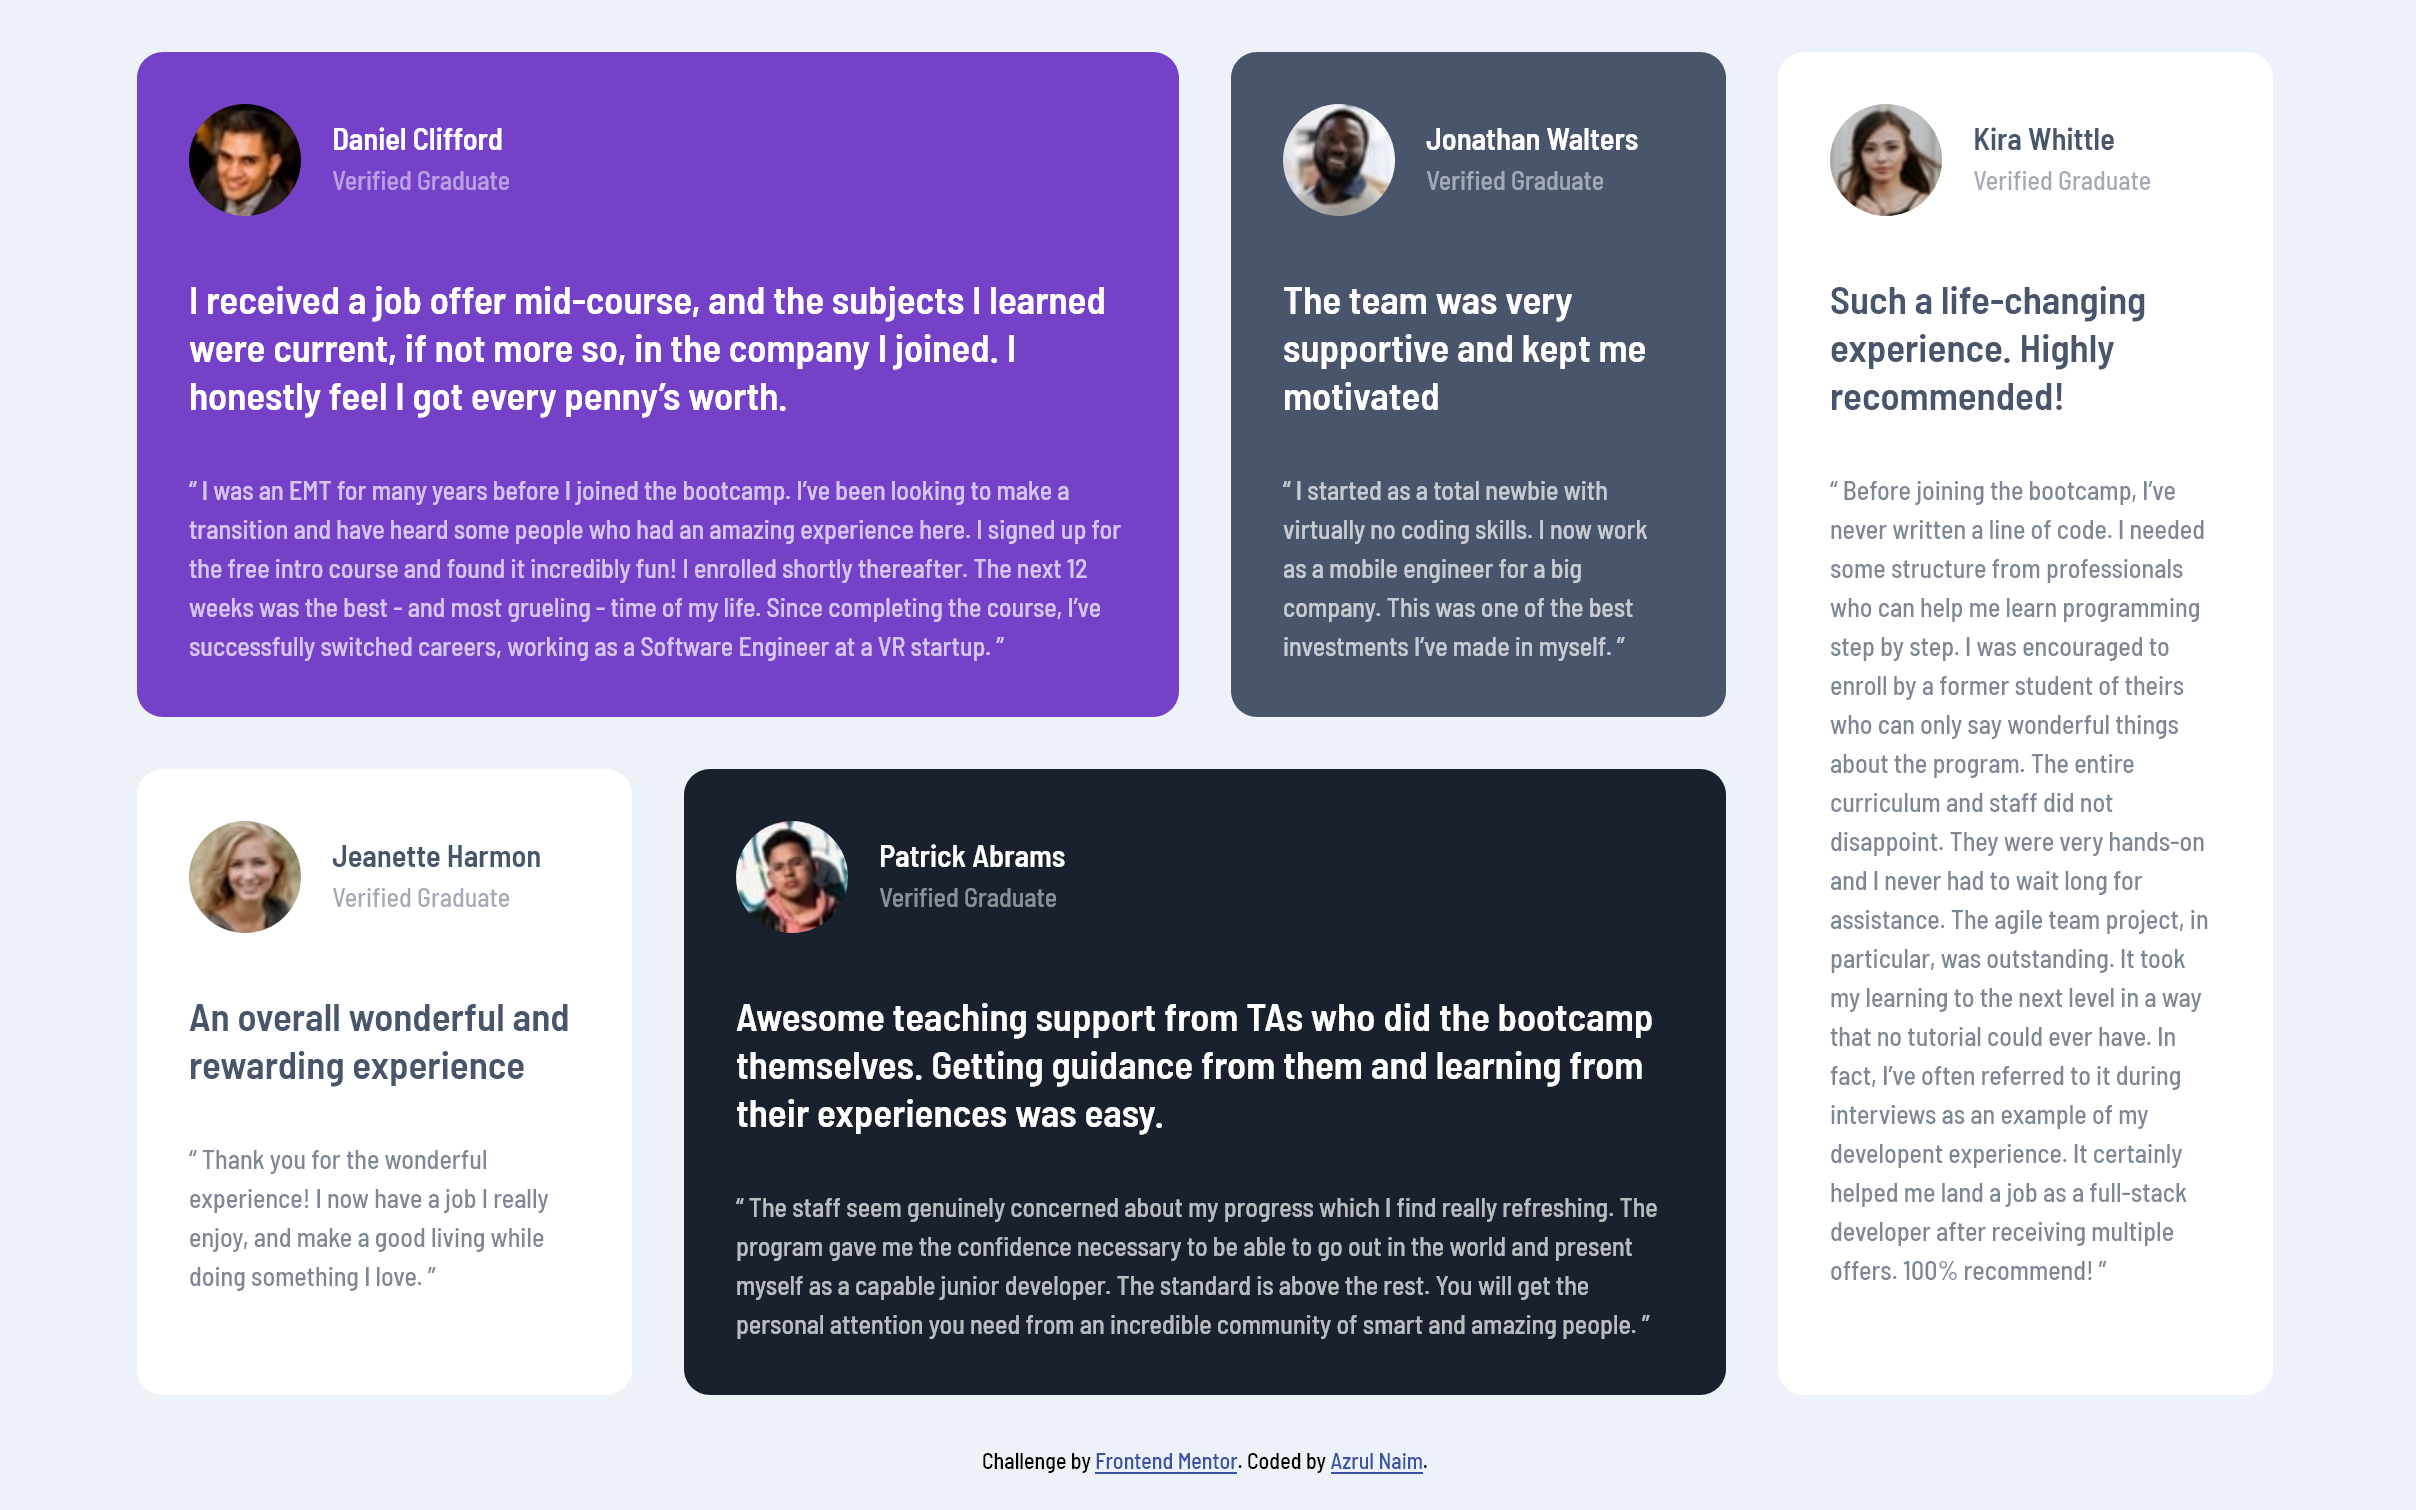 Daniel Clifford
Verified Graduate
I received a job offer mid-course, and the subjects I learned
were current, if not more so, in the company I joined. I
honestly feel I got every penny’s worth.
“ I was an EMT for many years before I joined the bootcamp. I’ve been looking to make a
transition and have heard some people who had an amazing experience here. I signed up for
the free intro course and found it incredibly fun! I enrolled shortly thereafter. The next 12
weeks was the best - and most grueling - time of my life. Since completing the course, I’ve
successfully switched careers, working as a Software Engineer at a VR startup. ”
Jonathan Walters
Verified Graduate
The team was very
supportive and kept me
motivated
“ I started as a total newbie with
virtually no coding skills. I now work
as a mobile engineer for a big
company. This was one of the best
investments I’ve made in myself. ”
Kira Whittle
Verified Graduate
Such a life-changing
experience. Highly
recommended!
“ Before joining the bootcamp, I’ve
never written a line of code. I needed
some structure from professionals
who can help me learn programming
step by step. I was encouraged to
enroll by a former student of theirs
who can only say wonderful things
about the program. The entire
curriculum and staff did not
disappoint. They were very hands-on
and I never had to wait long for
assistance. The agile team project, in
particular, was outstanding. It took
my learning to the next level in a way
that no tutorial could ever have. In
fact, I’ve often referred to it during
interviews as an example of my
developent experience. It certainly
helped me land a job as a full-stack
developer after receiving multiple
offers. 100% recommend! ”
Jeanette Harmon
Verified Graduate
An overall wonderful and
rewarding experience
“ Thank you for the wonderful
experience! I now have a job I really
enjoy, and make a good living while
doing something I love. ”
Patrick Abrams
Verified Graduate
Awesome teaching support from TAs who did the bootcamp
themselves. Getting guidance from them and learning from
their experiences was easy.
“ The staff seem genuinely concerned about my progress which I find really refreshing. The
program gave me the confidence necessary to be able to go out in the world and present
myself as a capable junior developer. The standard is above the rest. You will get the
personal attention you need from an incredible community of smart and amazing people. ”
Challenge by Frontend Mentor. Coded by Azrul Naim.